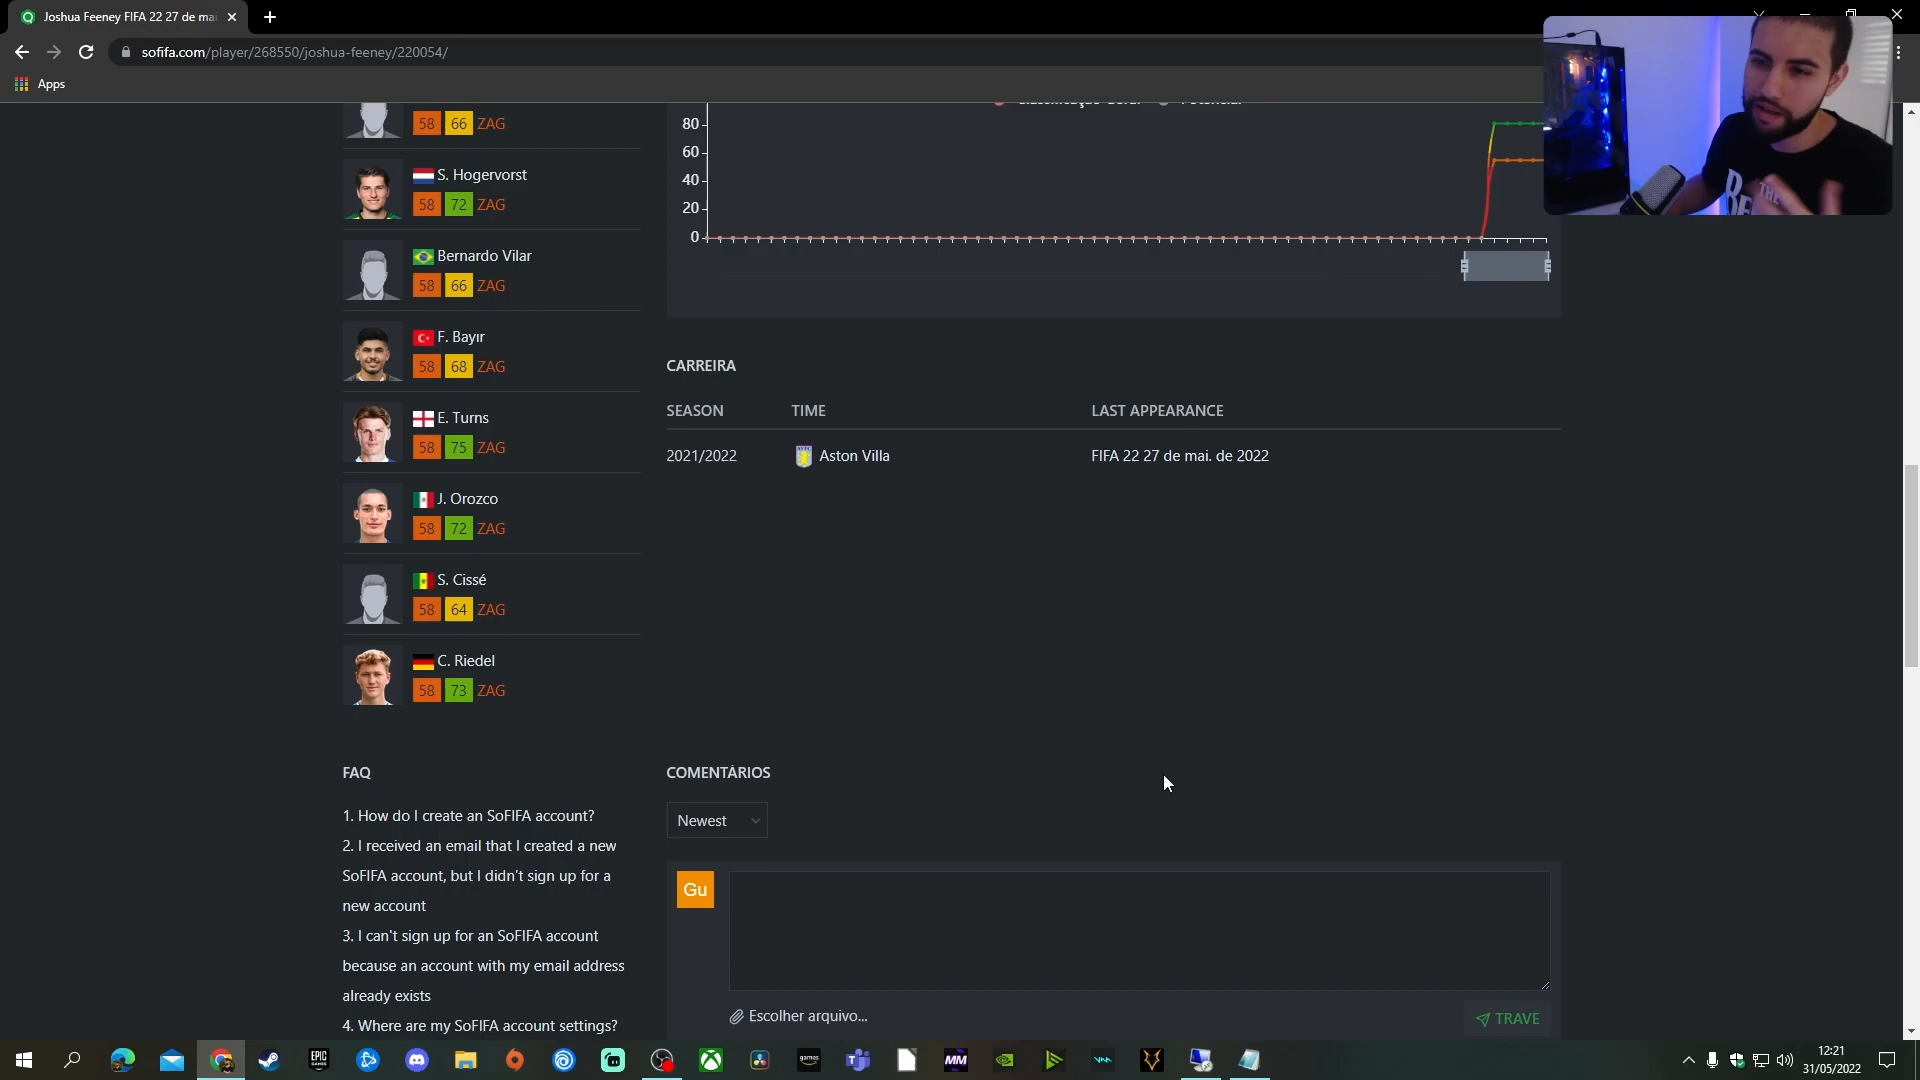 Joshua Feeney FIFA 22 27 de mai
sofifa.com/player/268550/joshua-feeney/220054/
Apps
58 66 ZAG
S. Hogervorst
58 72 ZAG
Bernardo Vilar
58 66 ZAG
F. Bayır
58 68 ZAG
E. Turns
58 75 ZAG
J. Orozco
58 72 ZAG
S. Cissé
58 64 ZAG
C. Riedel
58 73 ZAG
FAQ
1. How do I create an SoFIFA account?
2. I received an email that I created a new
SoFIFA account, but I didn't sign up for a
new account
3. I can't sign up for an SoFIFA account
because an account with my email address
already exists
4. Where are my SoFIFA account settings?
80
60
40
20
0
CARREIRA
SEASON TIME LAST APPEARANCE
2021/2022 Aston Villa FIFA 22 27 de mai. de 2022
COMENTÁRIOS
Newest
Gu
Escolher arquivo...
TRAVE
THE
EPIC
GAMES
games
MM
12:21
31/05/2022